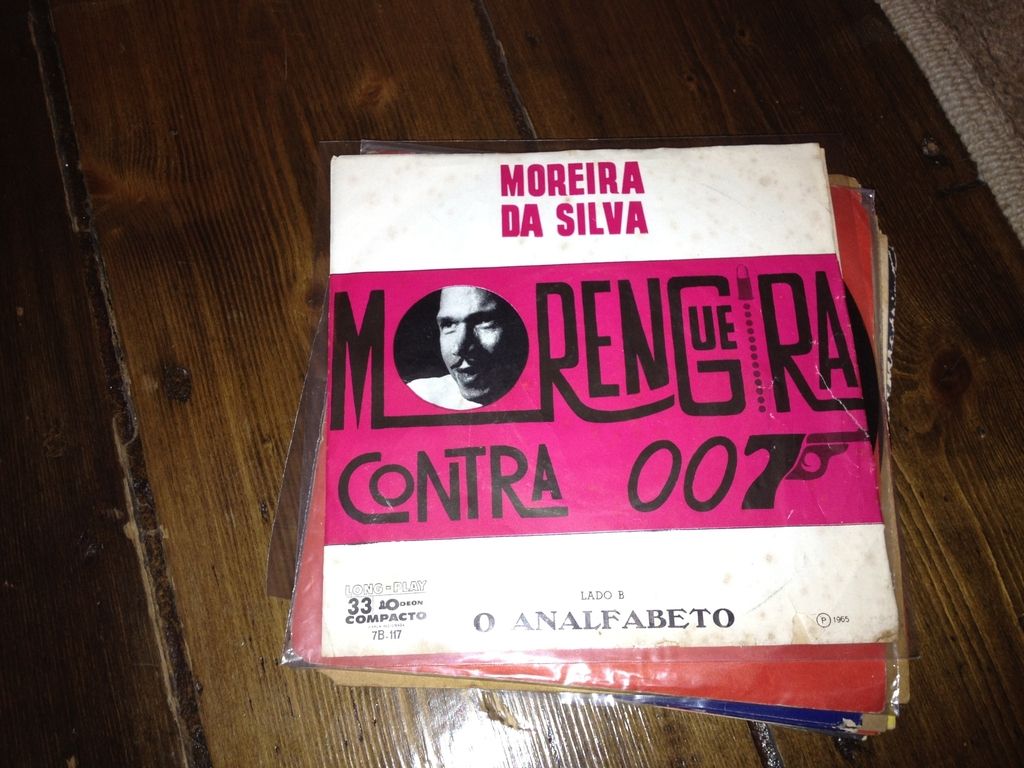 MOREIRA
DA SILVA
MORENGUEIRA
CONTRA 007
LONG-PLAY
33 ODEON
COMPACTO
7B-117
LADO B
O ANALFABETO
P 1965